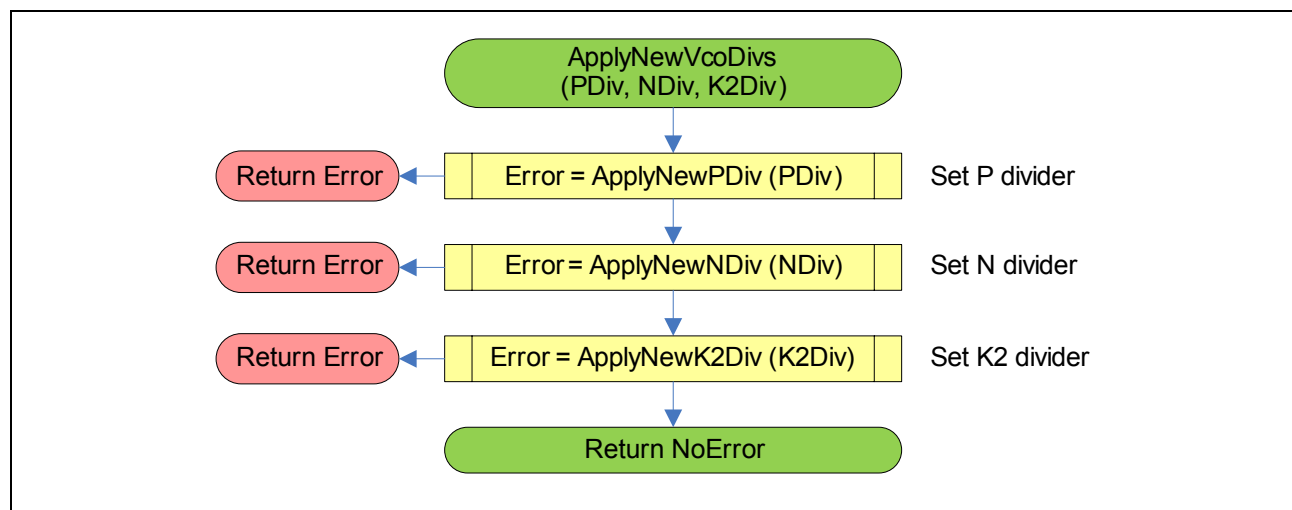 ApplyNewVcoDivs
(PDiv, NDiv, K2Div)
Return Error
Error = ApplyNewPDiv (PDiv)
Set P divider
Return Error
Error = ApplyNewNDiv (NDiv)
Set N divider
Return Error
Error = ApplyNewK2Div (K2Div)
Set K2 divider
Return NoError